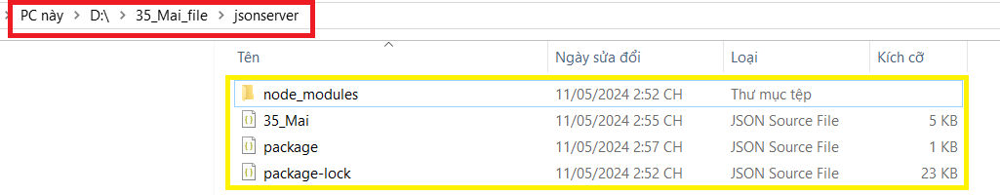 PC này > D:\ > 35_Mai_file > jsonserver
Tên Ngày sửa đổi Loại Kích cỡ
node_modules 11/05/2024 2:52 CH Thư mục tệp
35_Mai 11/05/2024 2:55 CH JSON Source File 5 KB
package 11/05/2024 2:57 CH JSON Source File 1 KB
package-lock 11/05/2024 2:52 CH JSON Source File 23 KB